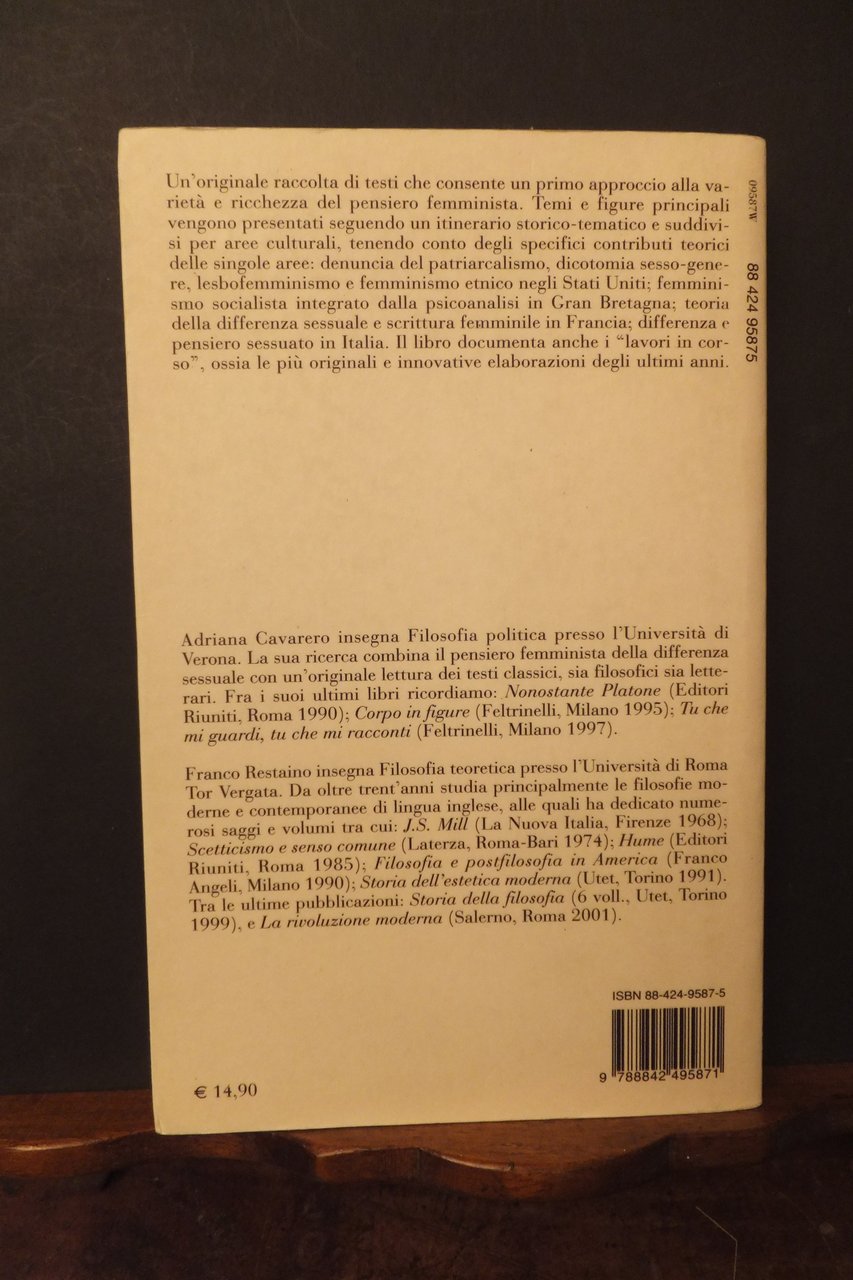 Un'originale raccolta di testi che consente un primo approccio alla va-
rietà e ricchezza del pensiero femminista. Temi e figure principali
vengono presentati seguendo un itinerario storico-tematico e suddivi-
si per aree culturali, tenendo conto degli specifici contributi teorici
delle singole aree: denuncia del patriarcalismo, dicotomia sesso-gene-
re, lesbofemminismo e femminismo etnico negli Stati Uniti; femmini-
smo socialista integrato dalla psicoanalisi in Gran Bretagna; teoria
della differenza sessuale e scrittura femminile in Francia; differenza e
pensiero sessuato in Italia. Il libro documenta anche i “lavori in cor-
so”, ossia le più originali e innovative elaborazioni degli ultimi anni.
09587W
88 424 95875
Adriana Cavarero insegna Filosofia politica presso l'Università di
Verona. La sua ricerca combina il pensiero femminista della differenza
sessuale con un'originale lettura dei testi classici, sia filosofici sia lette-
rari. Fra i suoi ultimi libri ricordiamo: Nonostante Platone (Editori
Riuniti, Roma 1990); Corpo in figure (Feltrinelli, Milano 1995); Tu che
mi guardi, tu che mi racconti (Feltrinelli, Milano 1997).
Franco Restaino insegna Filosofia teoretica presso l'Università di Roma
Tor Vergata. Da oltre trent'anni studia principalmente le filosofie mo-
derne e contemporanee di lingua inglese, alle quali ha dedicato nume-
rosi saggi e volumi tra cui: J.S. Mill (La Nuova Italia, Firenze 1968);
Scetticismo e senso comune (Laterza, Roma-Bari 1974); Hume (Editori
Riuniti, Roma 1985); Filosofia e postfilosofia in America (Franco
Angeli, Milano 1990); Storia dell'estetica moderna (Utet, Torino 1991).
Tra le ultime pubblicazioni: Storia della filosofia (6 voll., Utet, Torino
1999), e La rivoluzione moderna (Salerno, Roma 2001).
ISBN 88-424-9587-5
9 788842 495871
€ 14,90